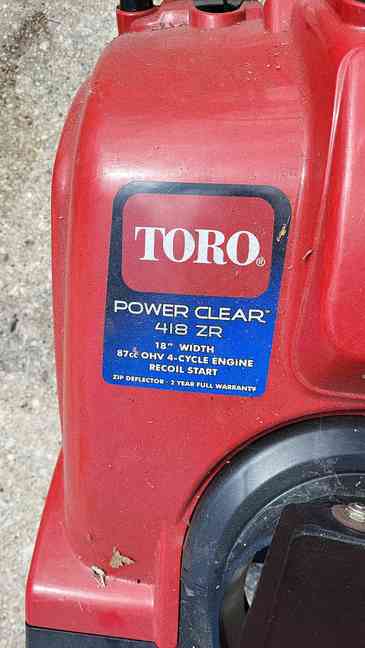 TORO®
POWER CLEAR™
418 ZR
18" WIDTH
87cc OHV 4-CYCLE ENGINE
RECOIL START
ZIP DEFLECTOR · 2 YEAR FULL WARRANTY